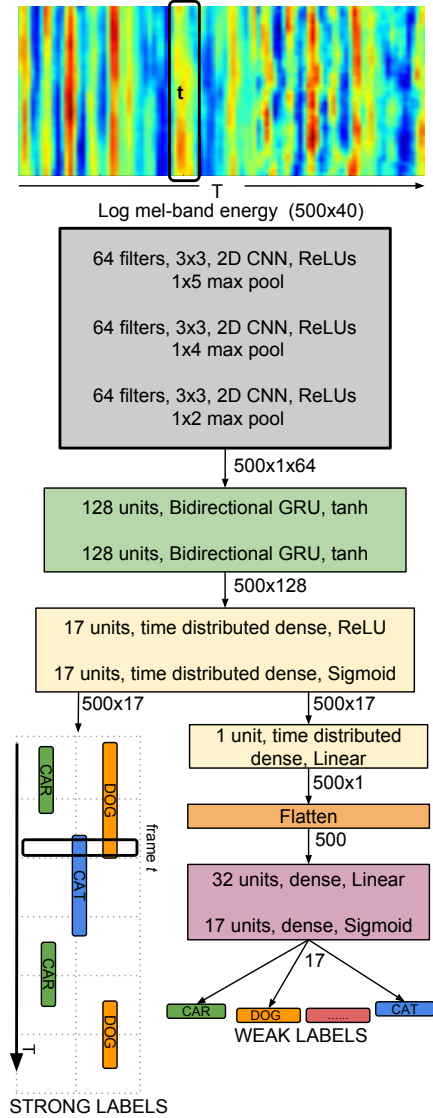 t
T
Log mel-band energy (500x40)
64 filters, 3x3, 2D CNN, ReLUs
1x5 max pool
64 filters, 3x3, 2D CNN, ReLUs
1x4 max pool
64 filters, 3x3, 2D CNN, ReLUs
1x2 max pool
500x1x64
128 units, Bidirectional GRU, tanh
128 units, Bidirectional GRU, tanh
500x128
17 units, time distributed dense, ReLU
17 units, time distributed dense, Sigmoid
500x17
500x17
CAR
DOG
frame t
CAT
CAR
DOG
T
STRONG LABELS
1 unit, time distributed
dense, Linear
500x1
Flatten
500
32 units, dense, Linear
17 units, dense, Sigmoid
17
CAR
DOG
......
CAT
WEAK LABELS